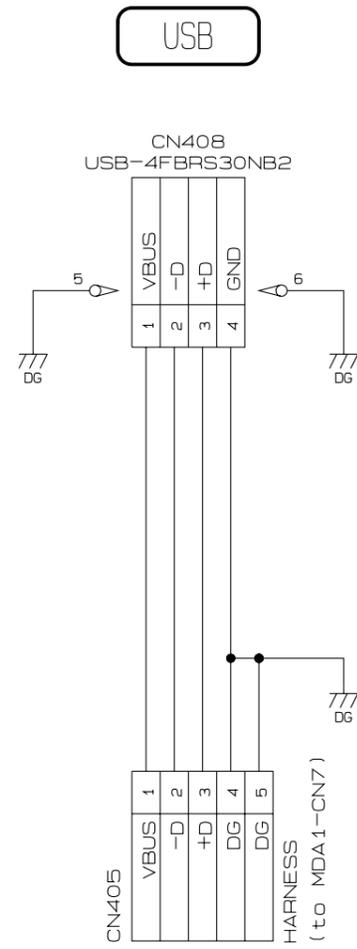 USB
CN408
USB-4FBRS30NB2
VBUS
-D
+D
GND
5
6
1
2
3
4
DG
DG
DG
1
2
3
4
5
VBUS
-D
+D
DG
DG
CN405
HARNESS
(to MDA1-CN7)